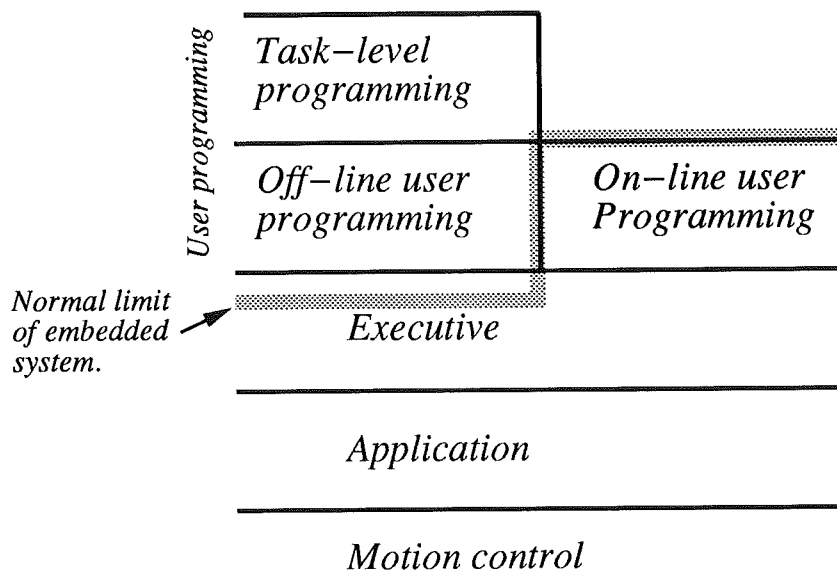 User programming
Task-level
programming
Off-line user
programming
On-line user
Programming
Normal limit
of embedded
system.
Executive
Application
Motion control